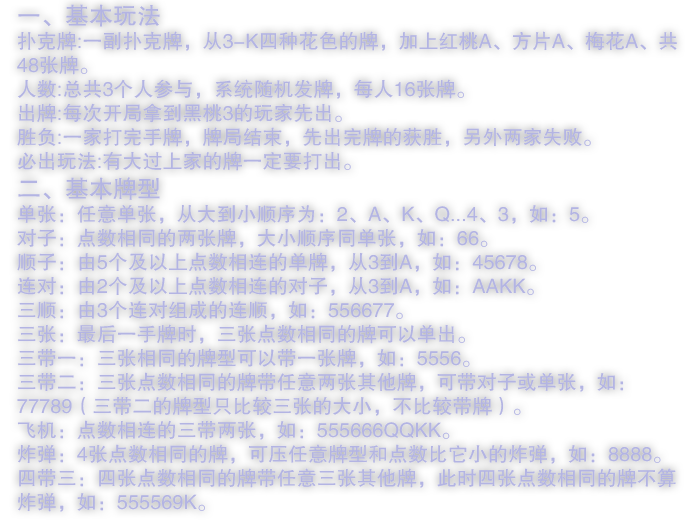 一、基本玩法
扑克牌:一副扑克牌，从3-K四种花色的牌，加上红桃A、方片A、梅花A、共
48张牌。
人数:总共3个人参与，系统随机发牌，每人16张牌。
出牌:每次开局拿到黑桃3的玩家先出。
胜负:一家打完手牌，牌局结束，先出完牌的获胜，另外两家失败。
必出玩法:有大过上家的牌一定要打出。
二、基本牌型
单张：任意单张，从大到小顺序为：2、A、K、Q...4、3，如：5。
对子：点数相同的两张牌，大小顺序同单张，如：66。
顺子：由5个及以上点数相连的单牌，从3到A，如：45678。
连对：由2个及以上点数相连的对子，从3到A，如：AAKK。
三顺：由3个连对组成的连顺，如：556677。
三张：最后一手牌时，三张点数相同的牌可以单出。
三带一：三张相同的牌型可以带一张牌，如：5556。
三带二：三张点数相同的牌带任意两张其他牌，可带对子或单张，如：
77789（三带二的牌型只比较三张的大小，不比较带牌）。
飞机：点数相连的三带两张，如：555666QQKK。
炸弹：4张点数相同的牌，可压任意牌型和点数比它小的炸弹，如：8888。
四带三：四张点数相同的牌带任意三张其他牌，此时四张点数相同的牌不算
炸弹，如：555569K。